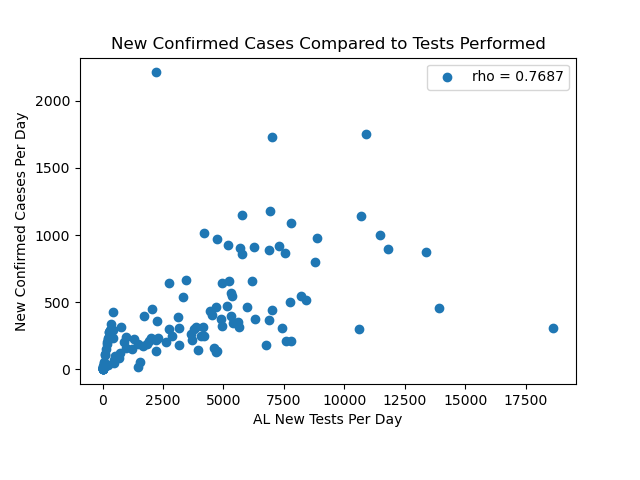 New Confirmed Cases Compared to Tests Performed
rho = 0.7687
New Confirmed Caeses Per Day
2000
1500
1000
500
0
0 2500 5000 7500 10000 12500 15000 17500
AL New Tests Per Day